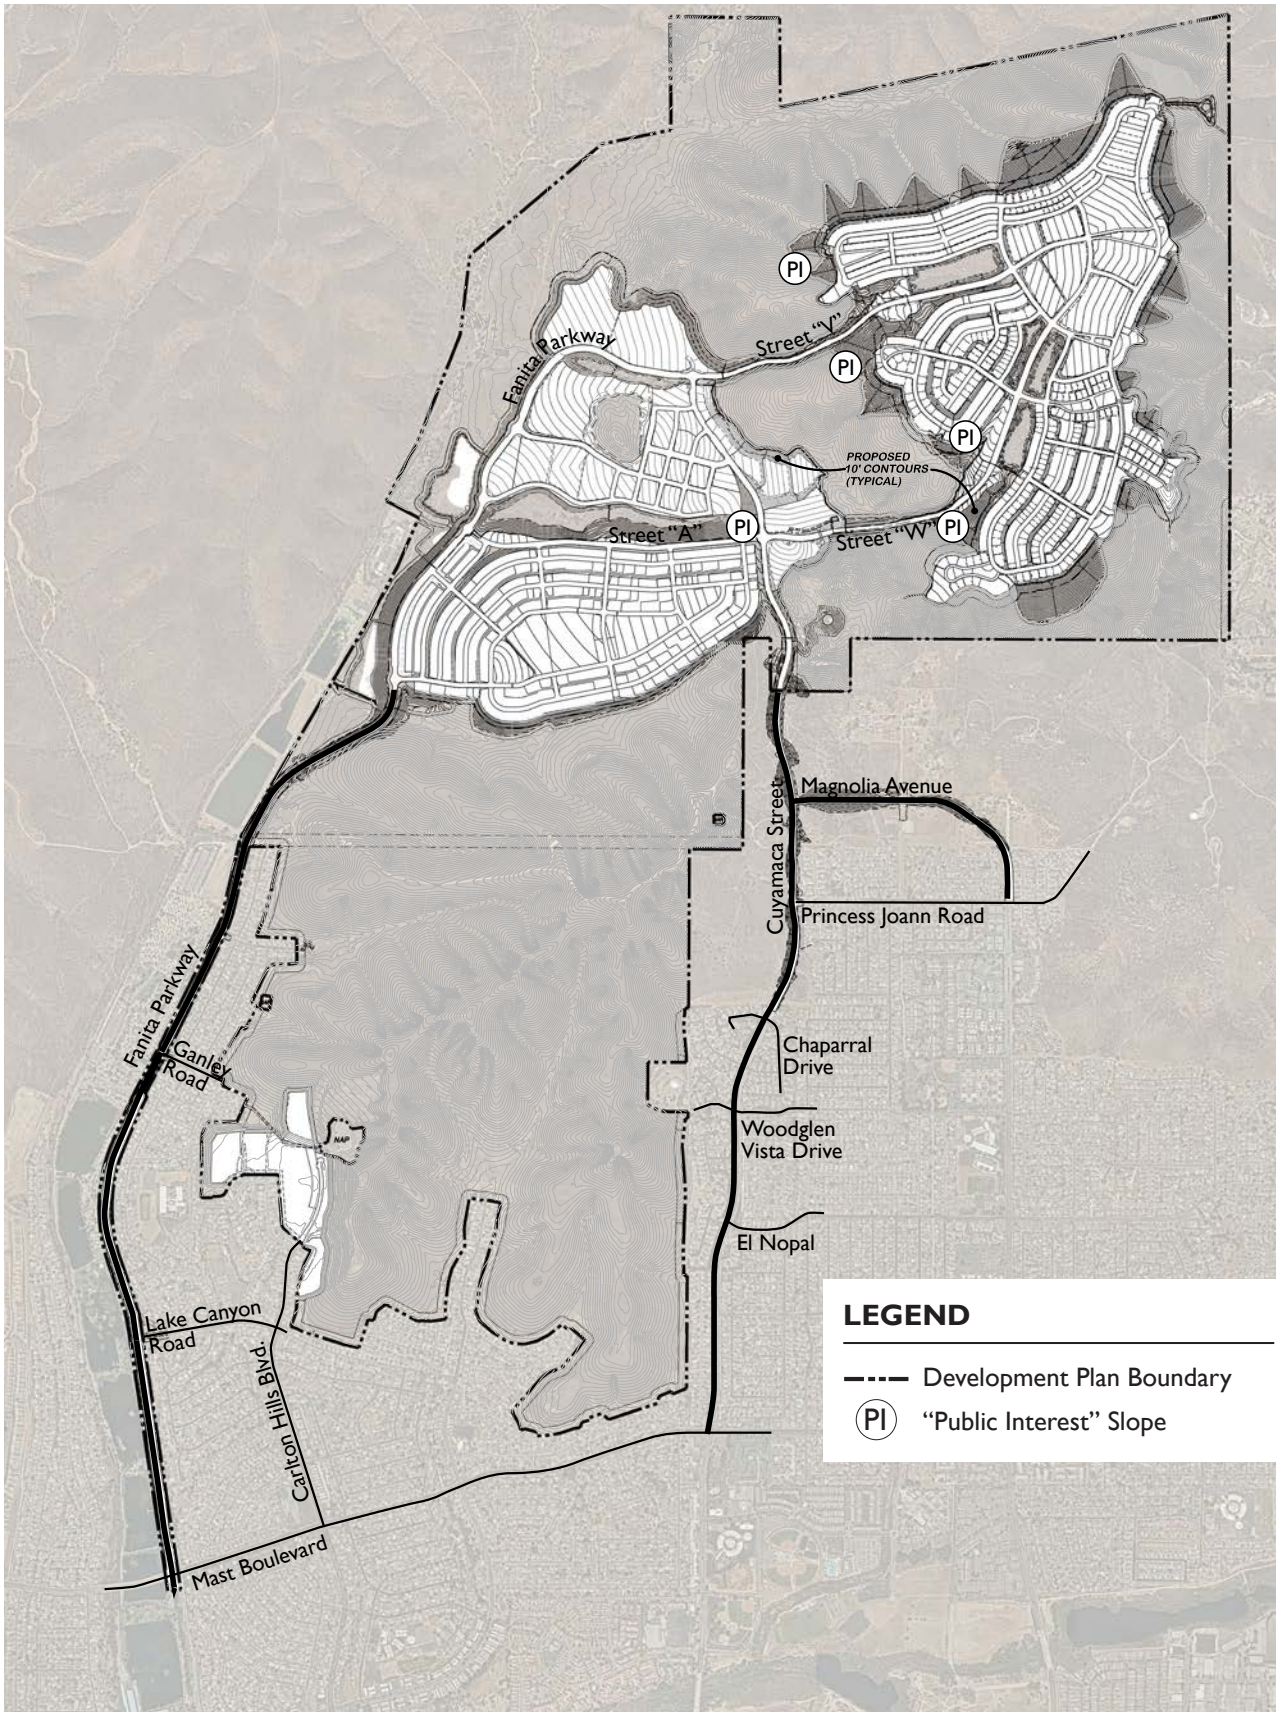 PI
Street “V”
Fanita Parkway
PI
PI
PROPOSED
10' CONTOURS
(TYPICAL)
PI
Street “A”
PI
Street “W”
Magnolia Avenue
Cuyamaca Street
Princess Joann Road
Fanita Parkway
Ganley
Road
Chaparral
Drive
NAP
Woodglen
Vista Drive
El Nopal
Lake Canyon
Road
Carlton Hills Blvd.
Mast Boulevard
LEGEND
Development Plan Boundary
PI
“Public Interest” Slope